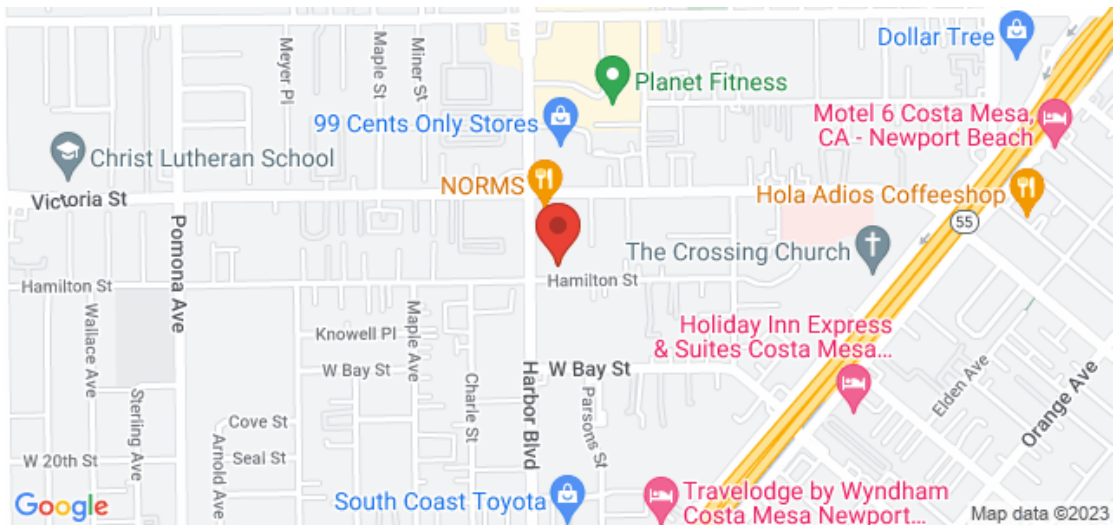 Dollar Tree
Meyer Pl
Maple St
Miner St
Planet Fitness
Motel 6 Costa Mesa,
CA - Newport Beach
99 Cents Only Stores
Christ Lutheran School
NORMS
Victoria St
Hola Adios Coffeeshop
55
Pomona Ave
The Crossing Church
Hamilton St
Hamilton St
Wallace Ave
Knowell Pl
Maple Ave
Holiday Inn Express
& Suites Costa Mesa...
W Bay St
W Bay St
Harbor Blvd
Charle St
Parsons St
Elden Ave
Orange Ave
Sterling Ave
Arnold Ave
Cove St
Seal St
W 20th St
South Coast Toyota
Travelodge by Wyndham
Costa Mesa Newport...
Google
Map data ©2023